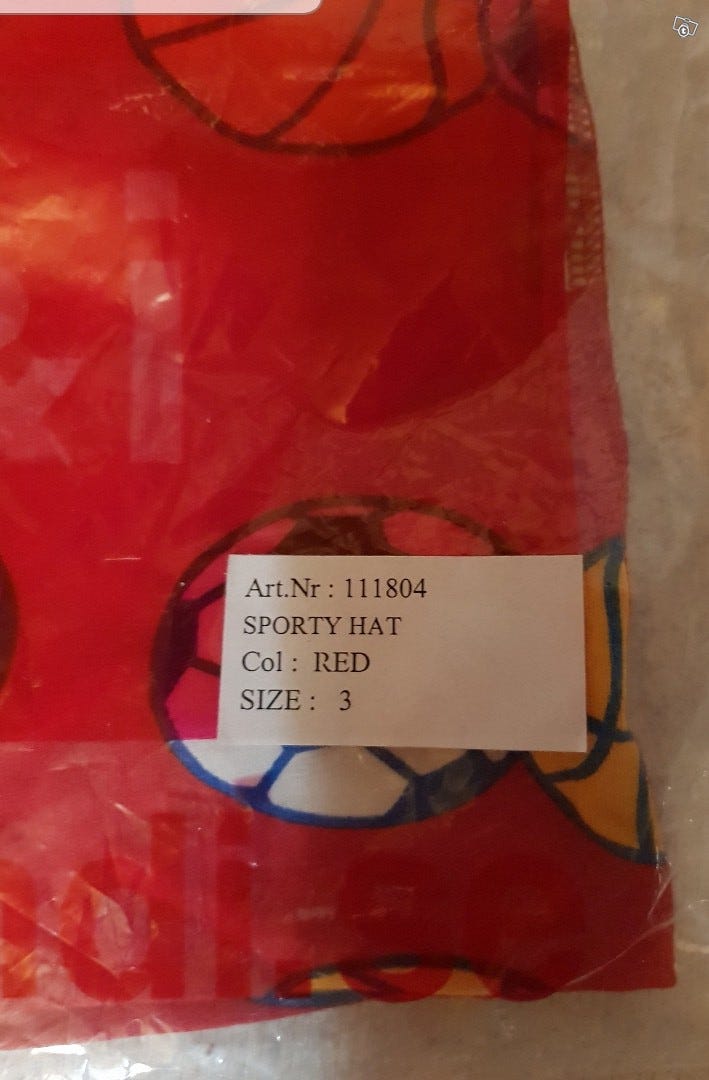 Art.Nr : 111804
SPORTY HAT
Col : RED
SIZE : 3